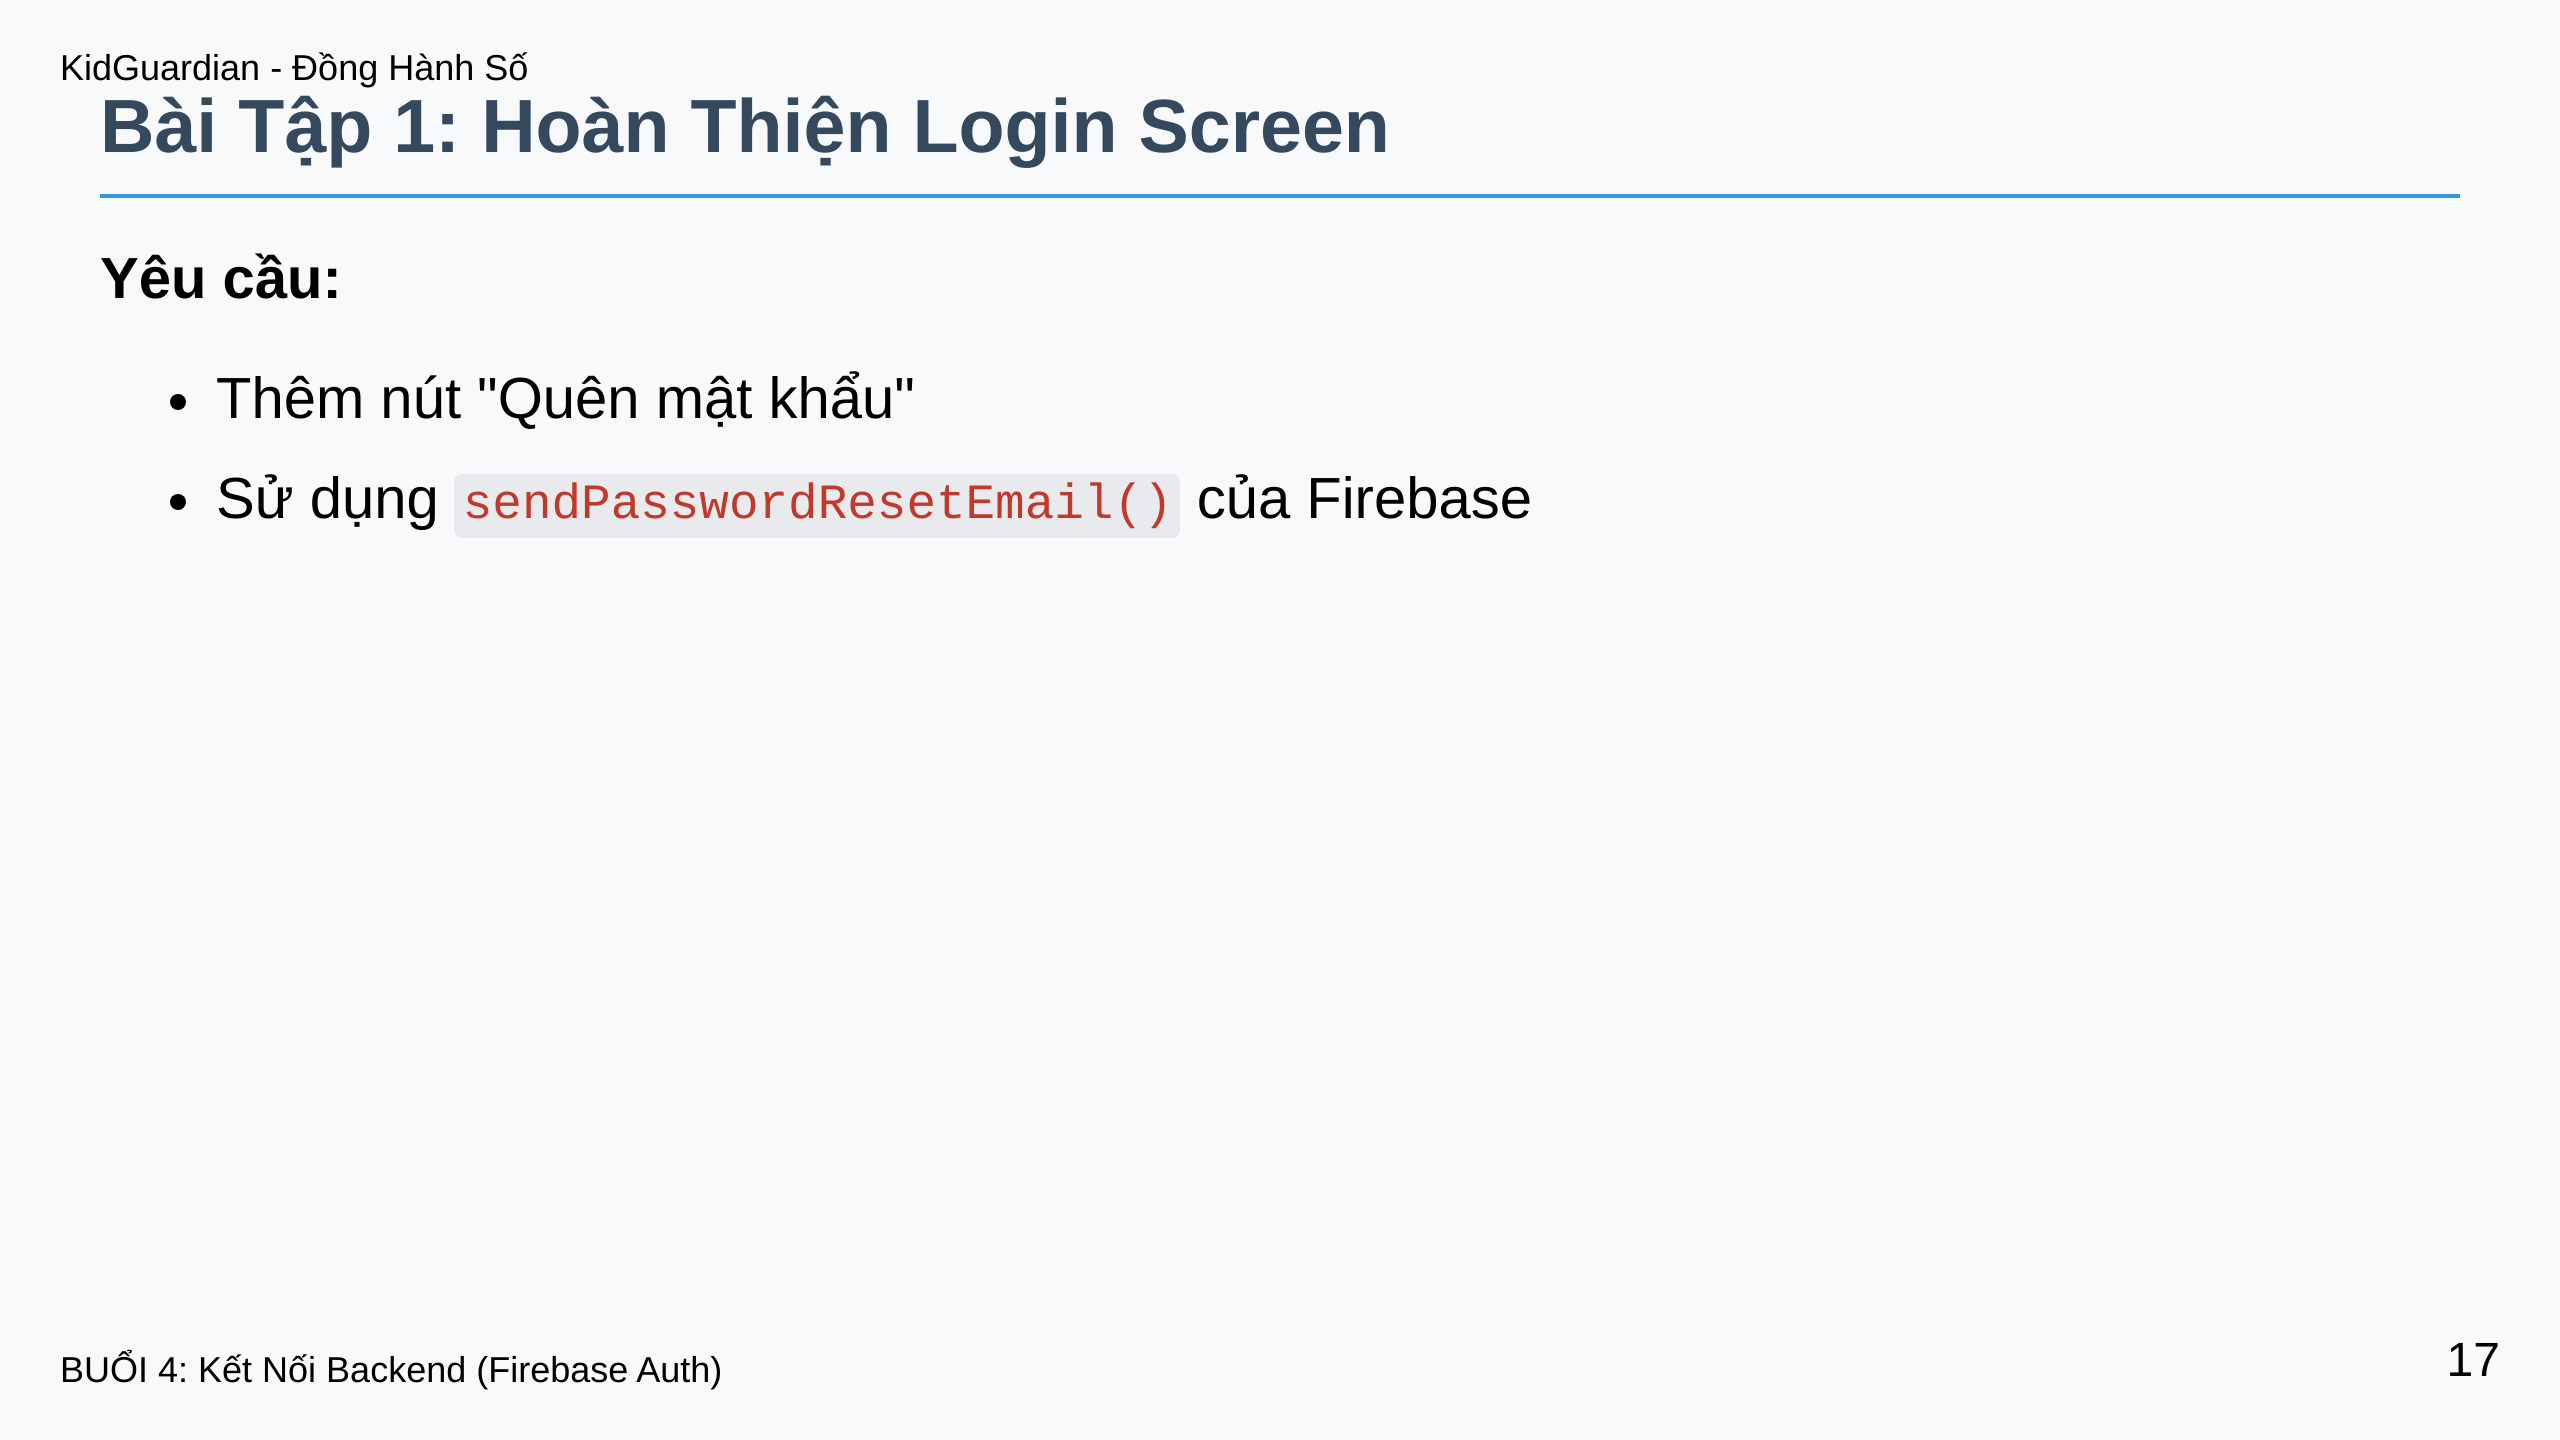 KidGuardian - Đồng Hành Số
Bài Tập 1: Hoàn Thiện Login Screen
Yêu cầu:
• Thêm nút "Quên mật khẩu"
• Sử dụng sendPasswordResetEmail() của Firebase
BUỔI 4: Kết Nối Backend (Firebase Auth)
17